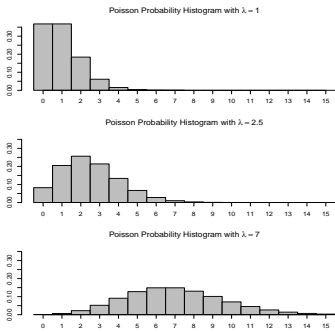 Poisson Probability Histogram with λ = 1
0.00 0.10 0.20 0.30
0 1 2 3 4 5 6 7 8 9 10 11 12 13 14 15
Poisson Probability Histogram with λ = 2.5
0.00 0.10 0.20 0.30
0 1 2 3 4 5 6 7 8 9 10 11 12 13 14 15
Poisson Probability Histogram with λ = 7
0.00 0.10 0.20 0.30
0 1 2 3 4 5 6 7 8 9 10 11 12 13 14 15